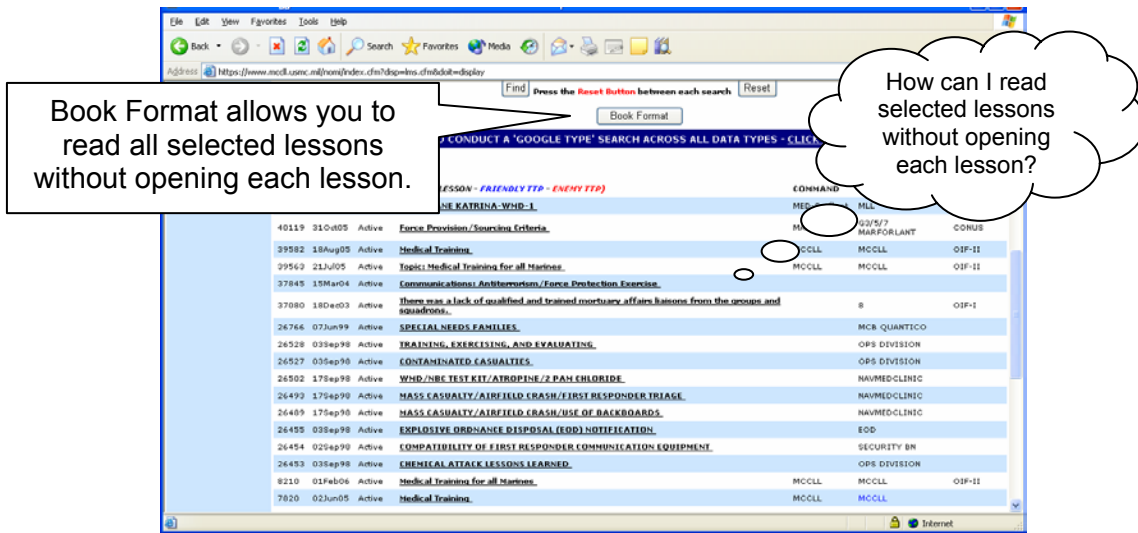 File Edit View Favorites Tools Help
Back Search Favorites Media
Address https://www.mccll.usmc.mil/nomi/index.cfm?disp=lms.cfm&doit=display
Find Press the Reset Button between each search Reset
Book Format
Book Format allows you to
read all selected lessons
without opening each lesson.
How can I read
selected lessons
without opening
each lesson?
CONDUCT A 'GOOGLE TYPE' SEARCH ACROSS ALL DATA TYPES -
LESSON - FRIENDLY TTP - ENEMY TTP) COMMAND
KATRINA-WMD-1 MLL
40119 31Oct05 Active Force Provision/Sourcing Criteria G3/5/7 MARFORLANT CONUS
39582 18Aug05 Active Medical Training MCCLL OIF-II
39563 21Jul05 Active Topic: Medical Training for all Marines MCCLL MCCLL OIF-II
37845 15Mar04 Active Communications: Antiterrorism/Force Protection Exercise
37080 18Dec03 Active There was a lack of qualified and trained mortuary affairs liaisons from the groups and
squadrons. 8 OIF-I
26766 07Jun99 Active SPECIAL NEEDS FAMILIES MCB QUANTICO
26528 03Sep98 Active TRAINING, EXERCISING, AND EVALUATING OPS DIVISION
26527 03Sep98 Active CONTAMINATED CASUALTIES OPS DIVISION
26502 17Sep98 Active WMD/NBC TEST KIT/ATROPINE/2 PAM CHLORIDE NAVMEDCLINIC
26493 17Sep98 Active MASS CASUALTY/AIRFIELD CRASH/FIRST RESPONDER TRIAGE NAVMEDCLINIC
26489 17Sep98 Active MASS CASUALTY/AIRFIELD CRASH/USE OF BACKBOARDS NAVMEDCLINIC
26455 03Sep98 Active EXPLOSIVE ORDNANCE DISPOSAL (EOD) NOTIFICATION EOD
26454 02Sep98 Active COMPATIBILITY OF FIRST RESPONDER COMMUNICATION EQUIPMENT SECURITY BN
26453 03Sep98 Active CHEMICAL ATTACK LESSONS LEARNED OPS DIVISION
8210 01Feb06 Active Medical Training for all Marines MCCLL MCCLL OIF-II
7820 02Jun05 Active Medical Training MCCLL MCCLL
Internet